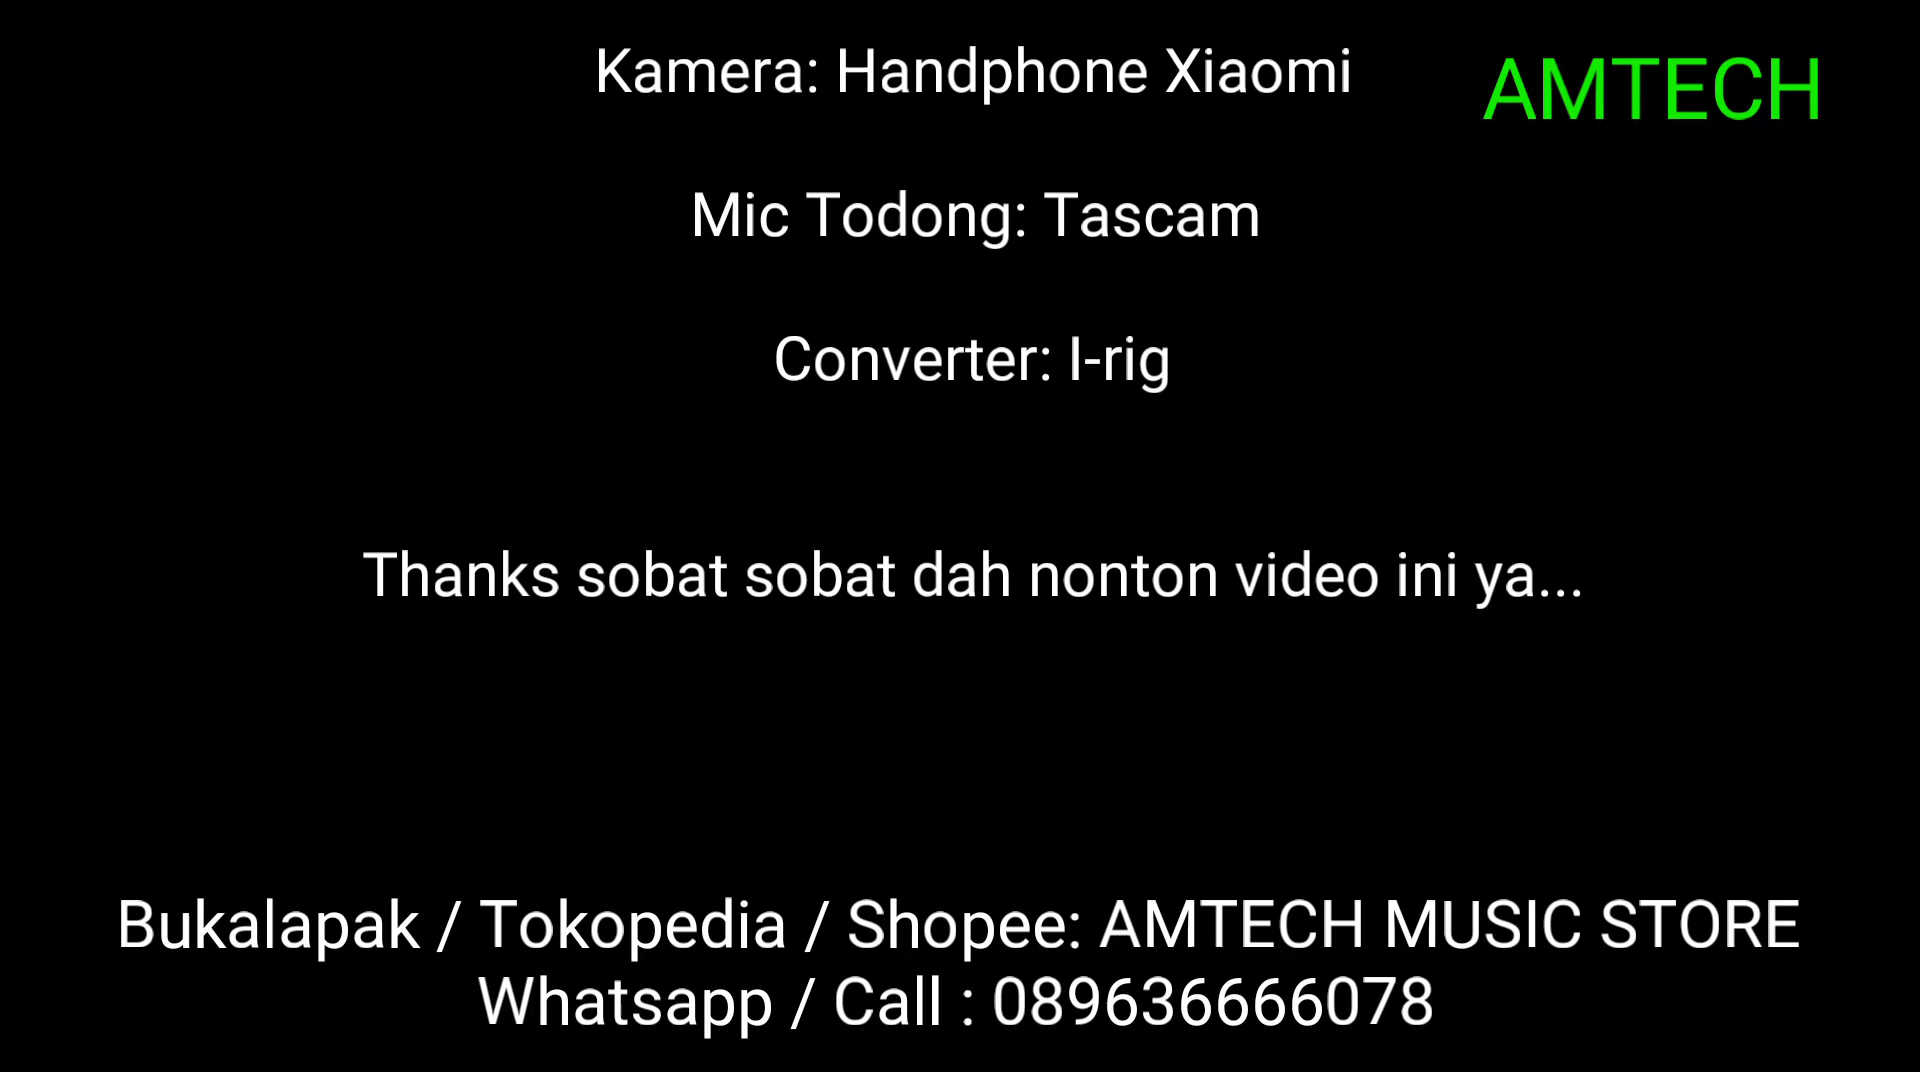 Kamera: Handphone Xiaomi
AMTECH
Mic Todong: Tascam
Converter: I-rig
Thanks sobat sobat dah nonton video ini ya...
Bukalapak / Tokopedia / Shopee: AMTECH MUSIC STORE
Whatsapp / Call : 089636666078